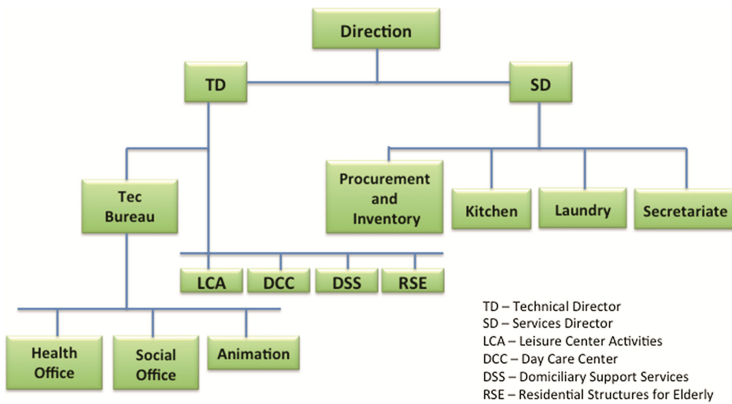 Direction
TD
SD
Tec
Bureau
Procurement
and
Inventory
Kitchen
Laundry
Secretariate
LCA
DCC
DSS
RSE
Health
Office
Social
Office
Animation
TD – Technical Director
SD – Services Director
LCA – Leisure Center Activities
DCC – Day Care Center
DSS – Domiciliary Support Services
RSE – Residential Structures for Elderly